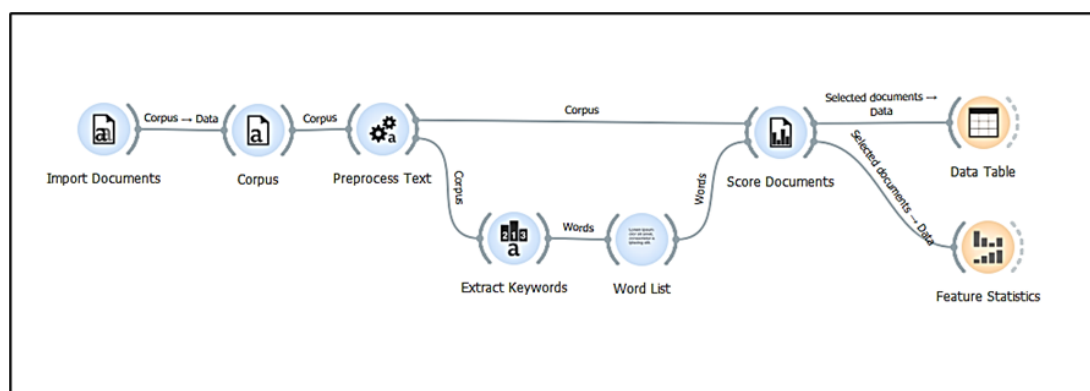 Import Documents
Corpus → Data
Corpus
Corpus
Preprocess Text
Corpus
Corpus
Extract Keywords
Words
Word List
Words
Score Documents
Selected documents →
Data
Data Table
Selected documents → Data
Feature Statistics